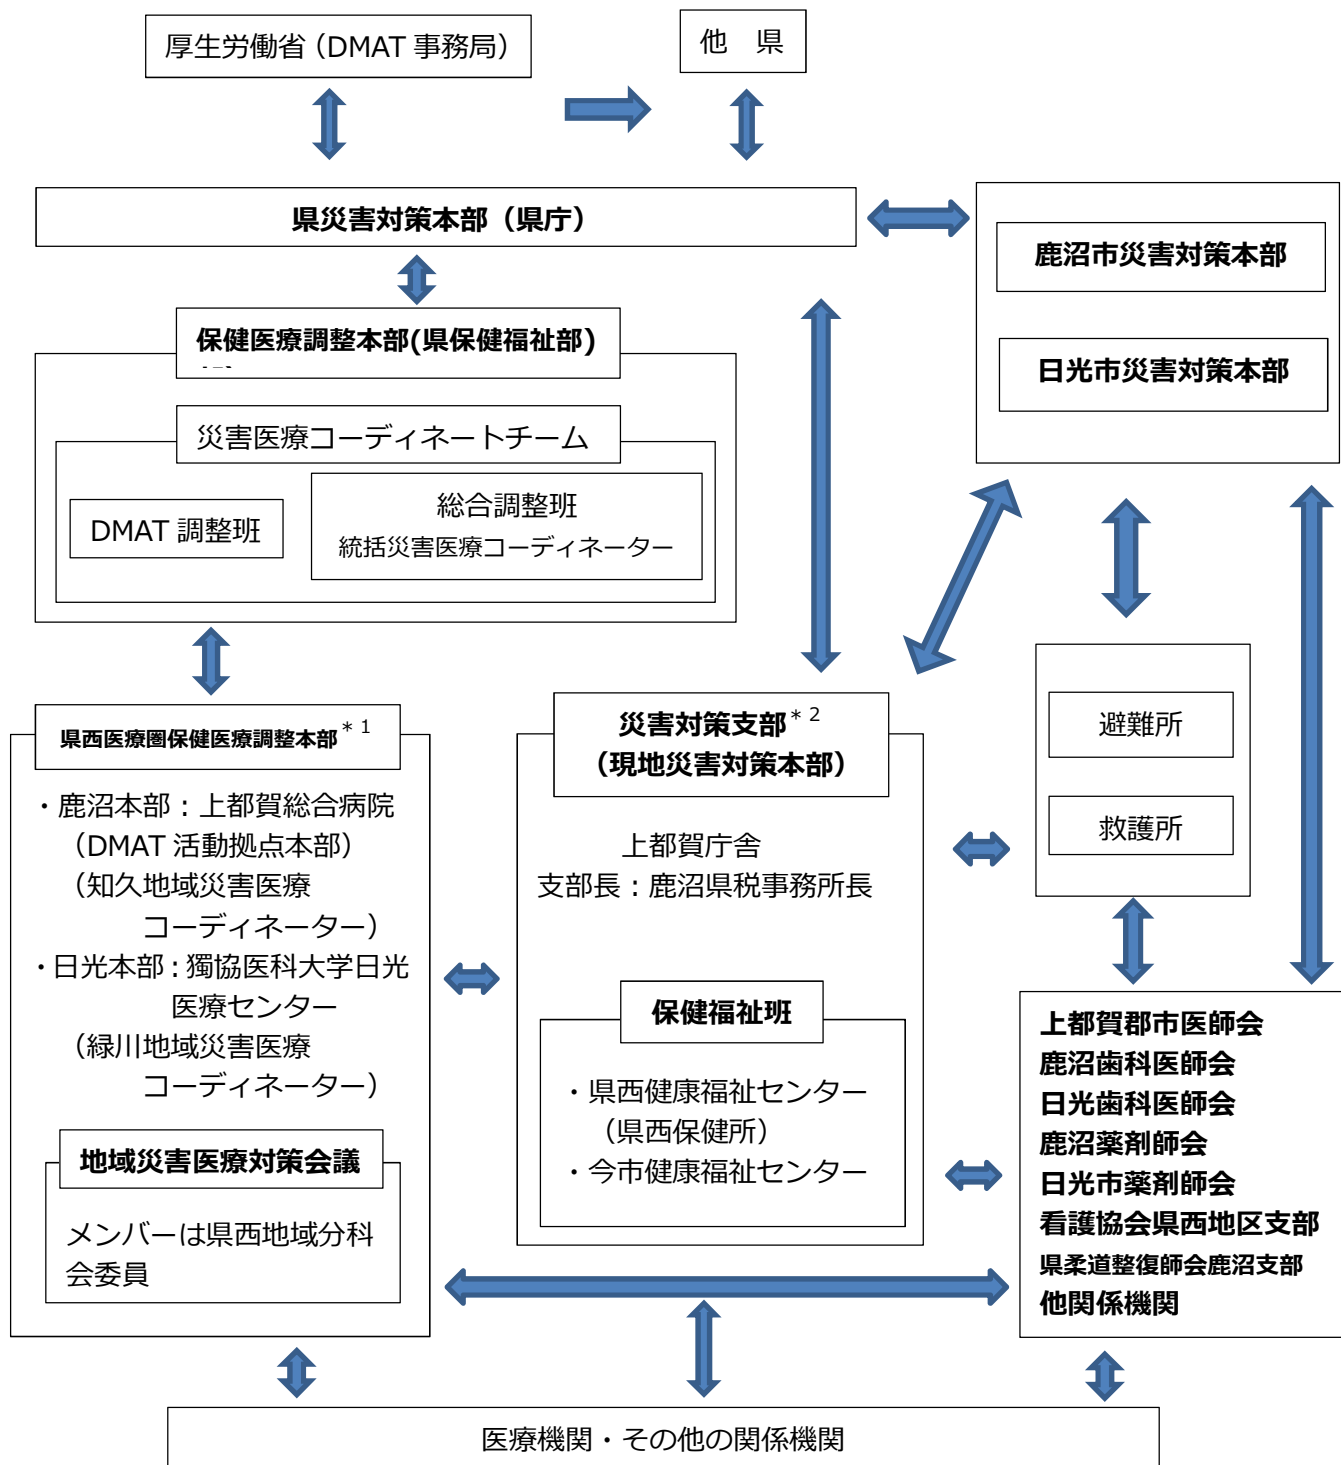 厚生労働省（DMAT 事務局）
他　県
県災害対策本部（県庁）
鹿沼市災害対策本部
日光市災害対策本部
保健医療調整本部(県保健福祉部)
災害医療コーディネートチーム
DMAT 調整班
総合調整班
統括災害医療コーディネーター
県西医療圏保健医療調整本部＊1
・鹿沼本部：上都賀総合病院
（DMAT 活動拠点本部）
（知久地域災害医療
コーディネーター）
・日光本部：獨協医科大学日光
医療センター
（緑川地域災害医療
コーディネーター）
地域災害医療対策会議
メンバーは県西地域分科
会委員
災害対策支部＊2
（現地災害対策本部）
上都賀庁舎
支部長：鹿沼県税事務所長
保健福祉班
・県西健康福祉センター
（県西保健所）
・今市健康福祉センター
避難所
救護所
上都賀郡市医師会
鹿沼歯科医師会
日光歯科医師会
鹿沼薬剤師会
日光市薬剤師会
看護協会県西地区支部
県柔道整復師会鹿沼支部
他関係機関
医療機関・その他の関係機関